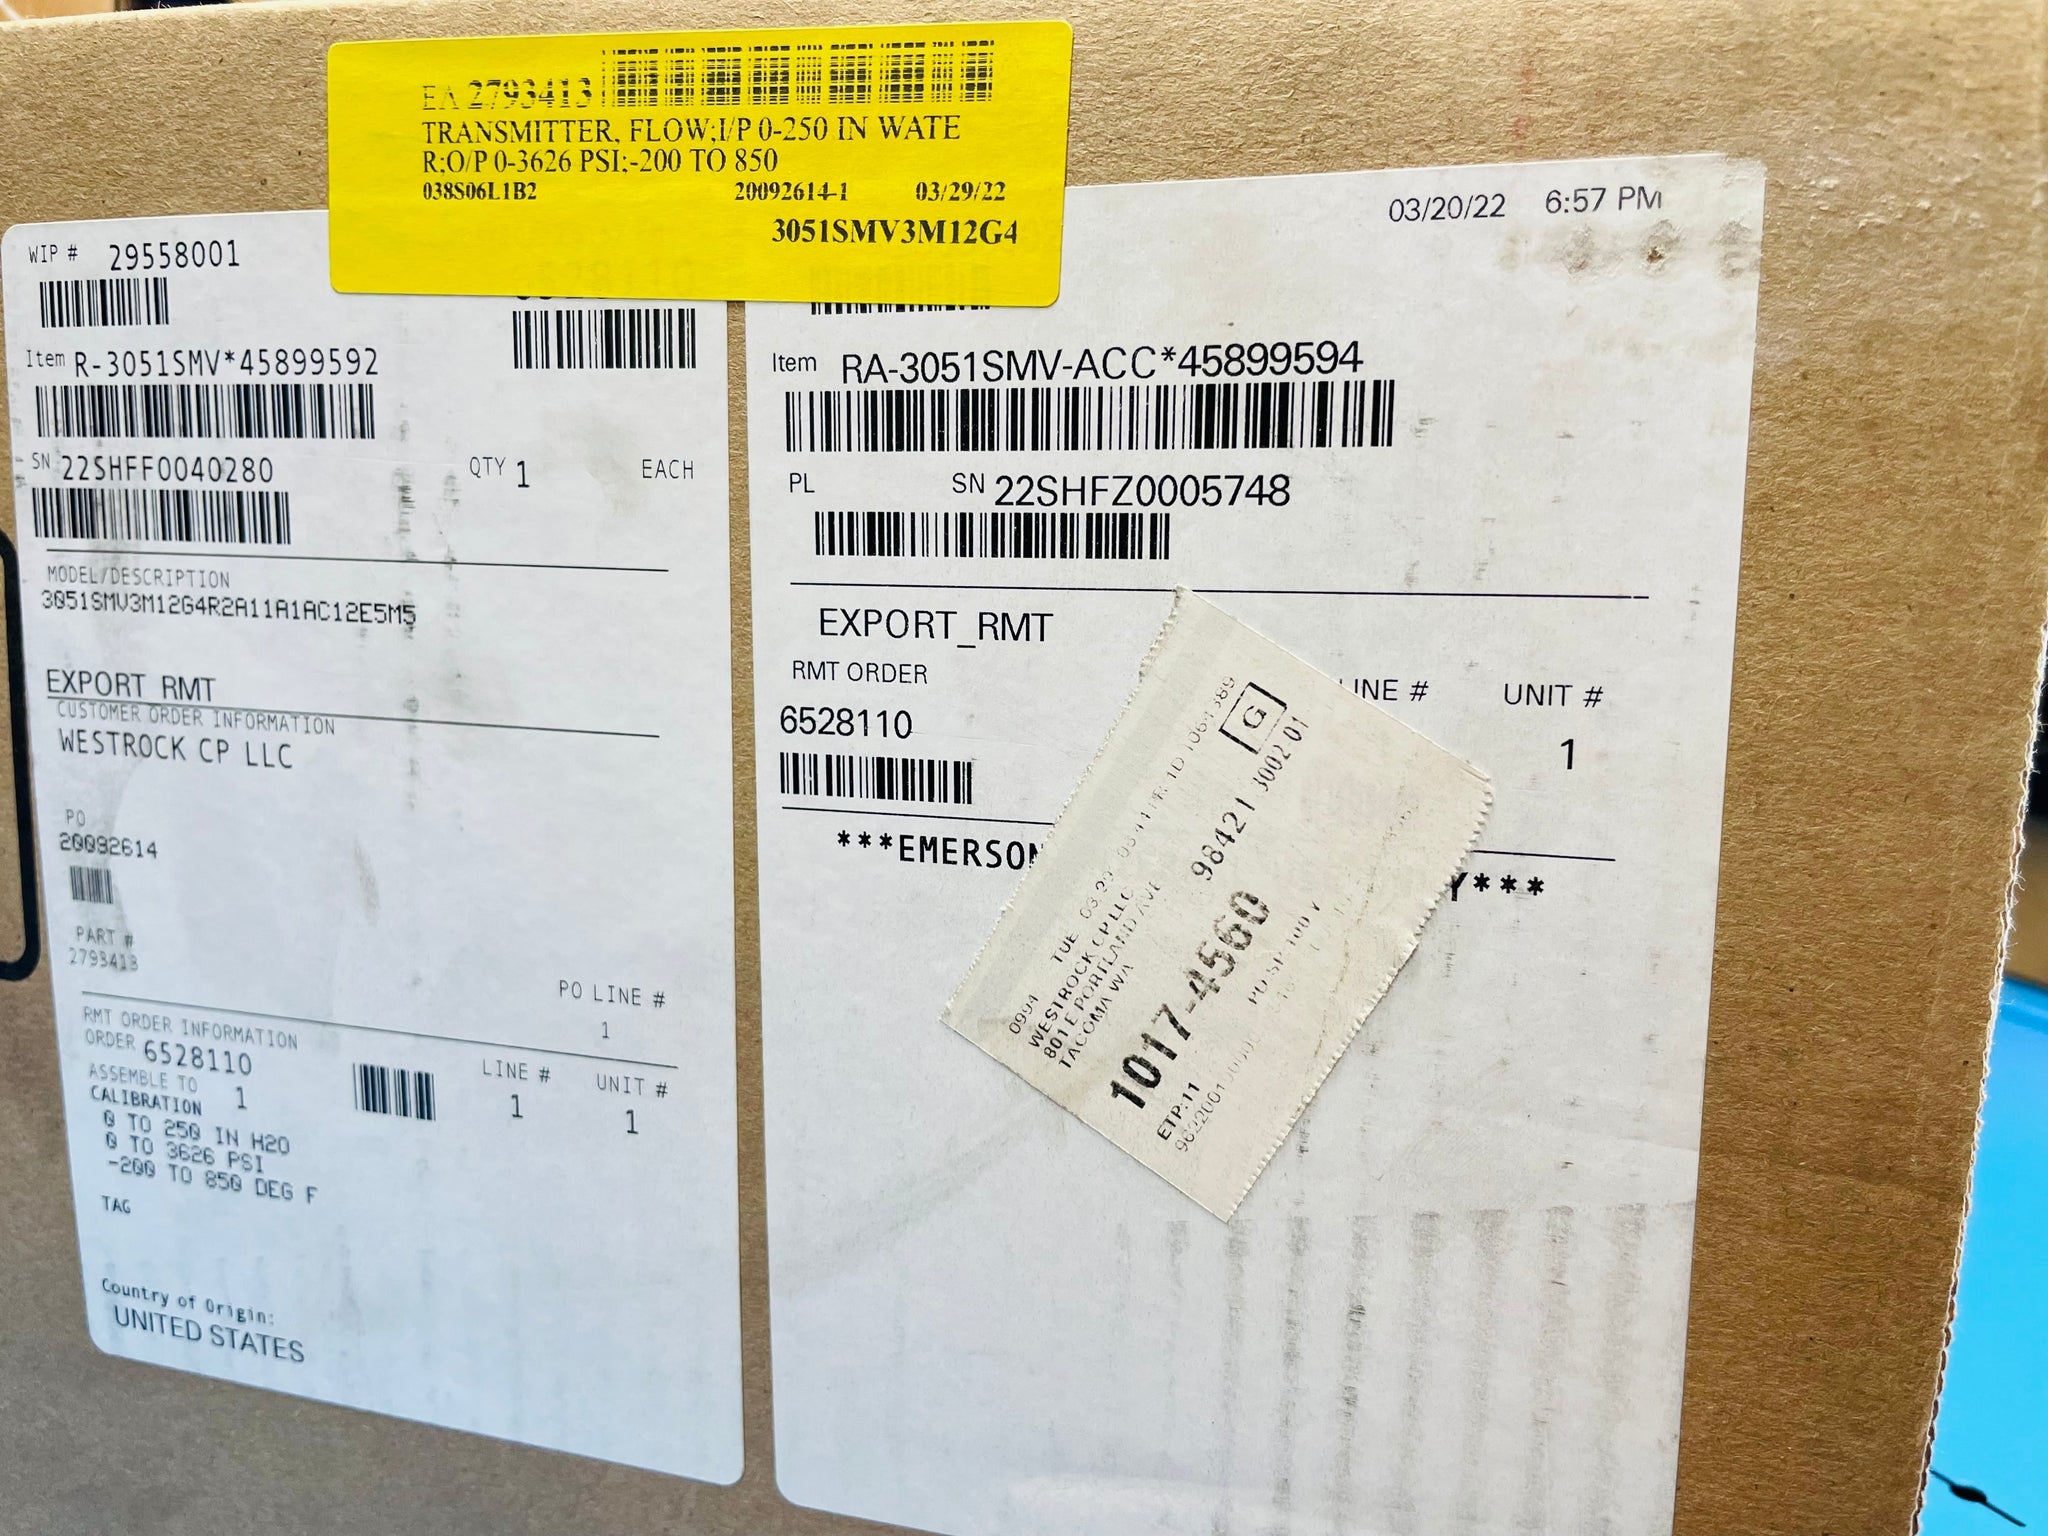 EA 2793413
TRANSMITTER, FLOW;I/P 0-250 IN WATE
R;O/P 0-3626 PSI;-200 TO 850
038S06L1B2 20092614-1 03/29/22
3051SMV3M12G4
WIP # 29558001
Item R-3051SMV*45899592
SN 22SHFF0040280 QTY 1 EACH
MODEL/DESCRIPTION
3051SMV3M12G4R2A11A1AC12E5M5
EXPORT RMT
CUSTOMER ORDER INFORMATION
WESTROCK CP LLC
PO
20092614
PART #
2793413
PO LINE #
1
RMT ORDER INFORMATION
ORDER 6528110
ASSEMBLE TO 1
LINE # UNIT #
1 1
CALIBRATION
0 TO 250 IN H2O
0 TO 3626 PSI
-200 TO 850 DEG F
TAG
Country of Origin:
UNITED STATES
03/20/22 6:57 PM
Item RA-3051SMV-ACC*45899594
PL SN 22SHFZ0005748
EXPORT_RMT
RMT ORDER LINE # UNIT #
6528110 1
***EMERSON
Y***
G
TUE
0994
WESTROCK CP LLC
801 E PORTLAND AVE
TACOMA WA 98421 3002 01
1017-4560
ETP:11